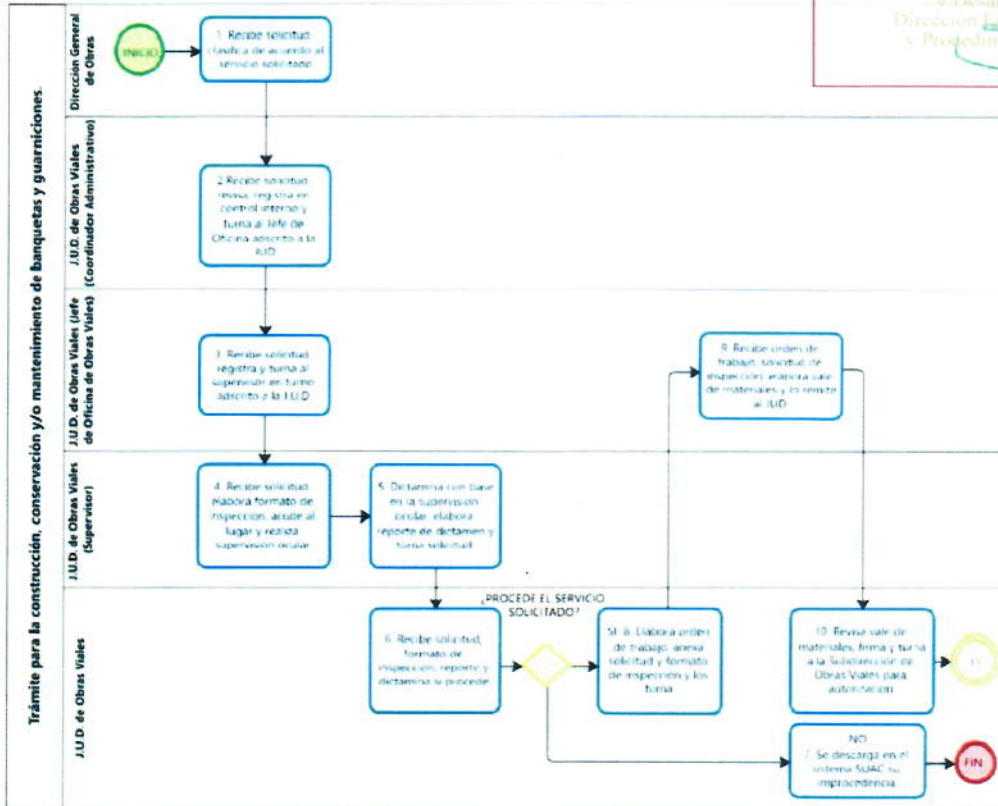 Trámite para la construcción, conservación y/o mantenimiento de banquetas y guarniciones.
Dirección General
de Obras
INICIO
1. Recibe solicitud
clasifica de acuerdo al
servicio solicitado
J.U.D. de Obras Viales
(Coordinador Administrativo)
2 Recibe solicitud
revisa, registra en
control interno y
turna al Jefe de
Oficina adscrito a la
JUD
J.U.D. de Obras Viales (Jefe
de Oficina de Obras Viales)
3. Recibe solicitud
registra y turna al
supervisor en turno
adscrito a la J.U.D
9. Recibe orden de
trabajo, solicitud de
inspección, elabora vale
de materiales y lo remite
al JUD
J.U.D. de Obras Viales
(Supervisor)
4. Recibe solicitud
elabora formato de
inspección, acude al
lugar y realiza
supervisión ocular
5. Dictamina con base
en la supervisión
ocular, elabora
reporte de dictamen y
turna solicitud
J.U.D. de Obras Viales
6. Recibe solicitud,
formato de
inspección, reporte y
dictamina si procede
¿PROCEDE EL SERVICIO
SOLICITADO?
SI 8. Elabora orden
de trabajo, anexa
solicitud y formato
de inspección y los
turna
10. Revisa vale de
materiales, firma y turna
a la Subdirección de
Obras Viales para
autorización
NO
7. Se descarga en el
sistema SUAC su
improcedencia
FIN
y Desar
Dirección E
y Procedim